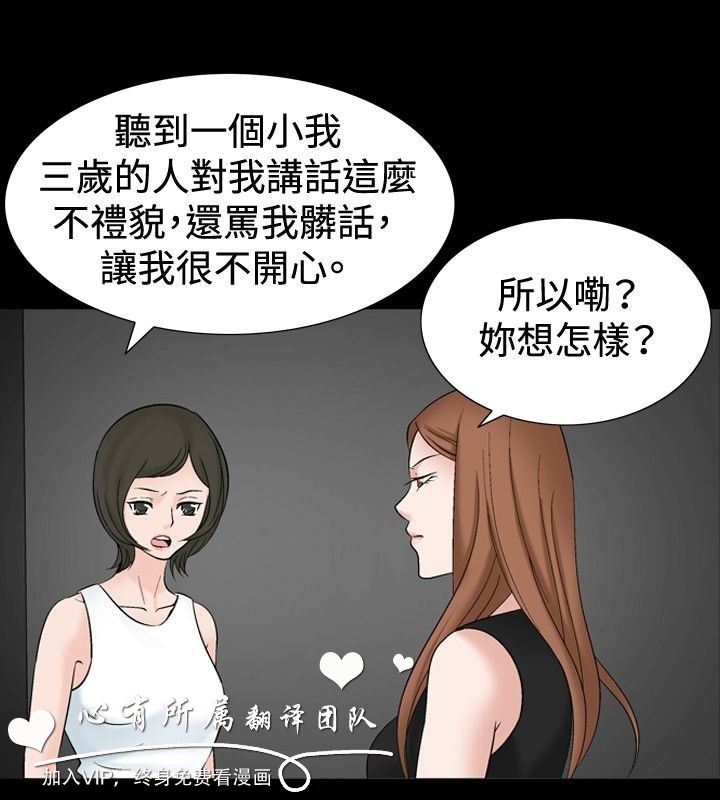 聽到一個小我
三歲的人對我講話這麼
不禮貌，還罵我髒話，
讓我很不開心。
所以嘞？
妳想怎樣？
心有所属翻译团队
加入VIP，终身免费看漫画